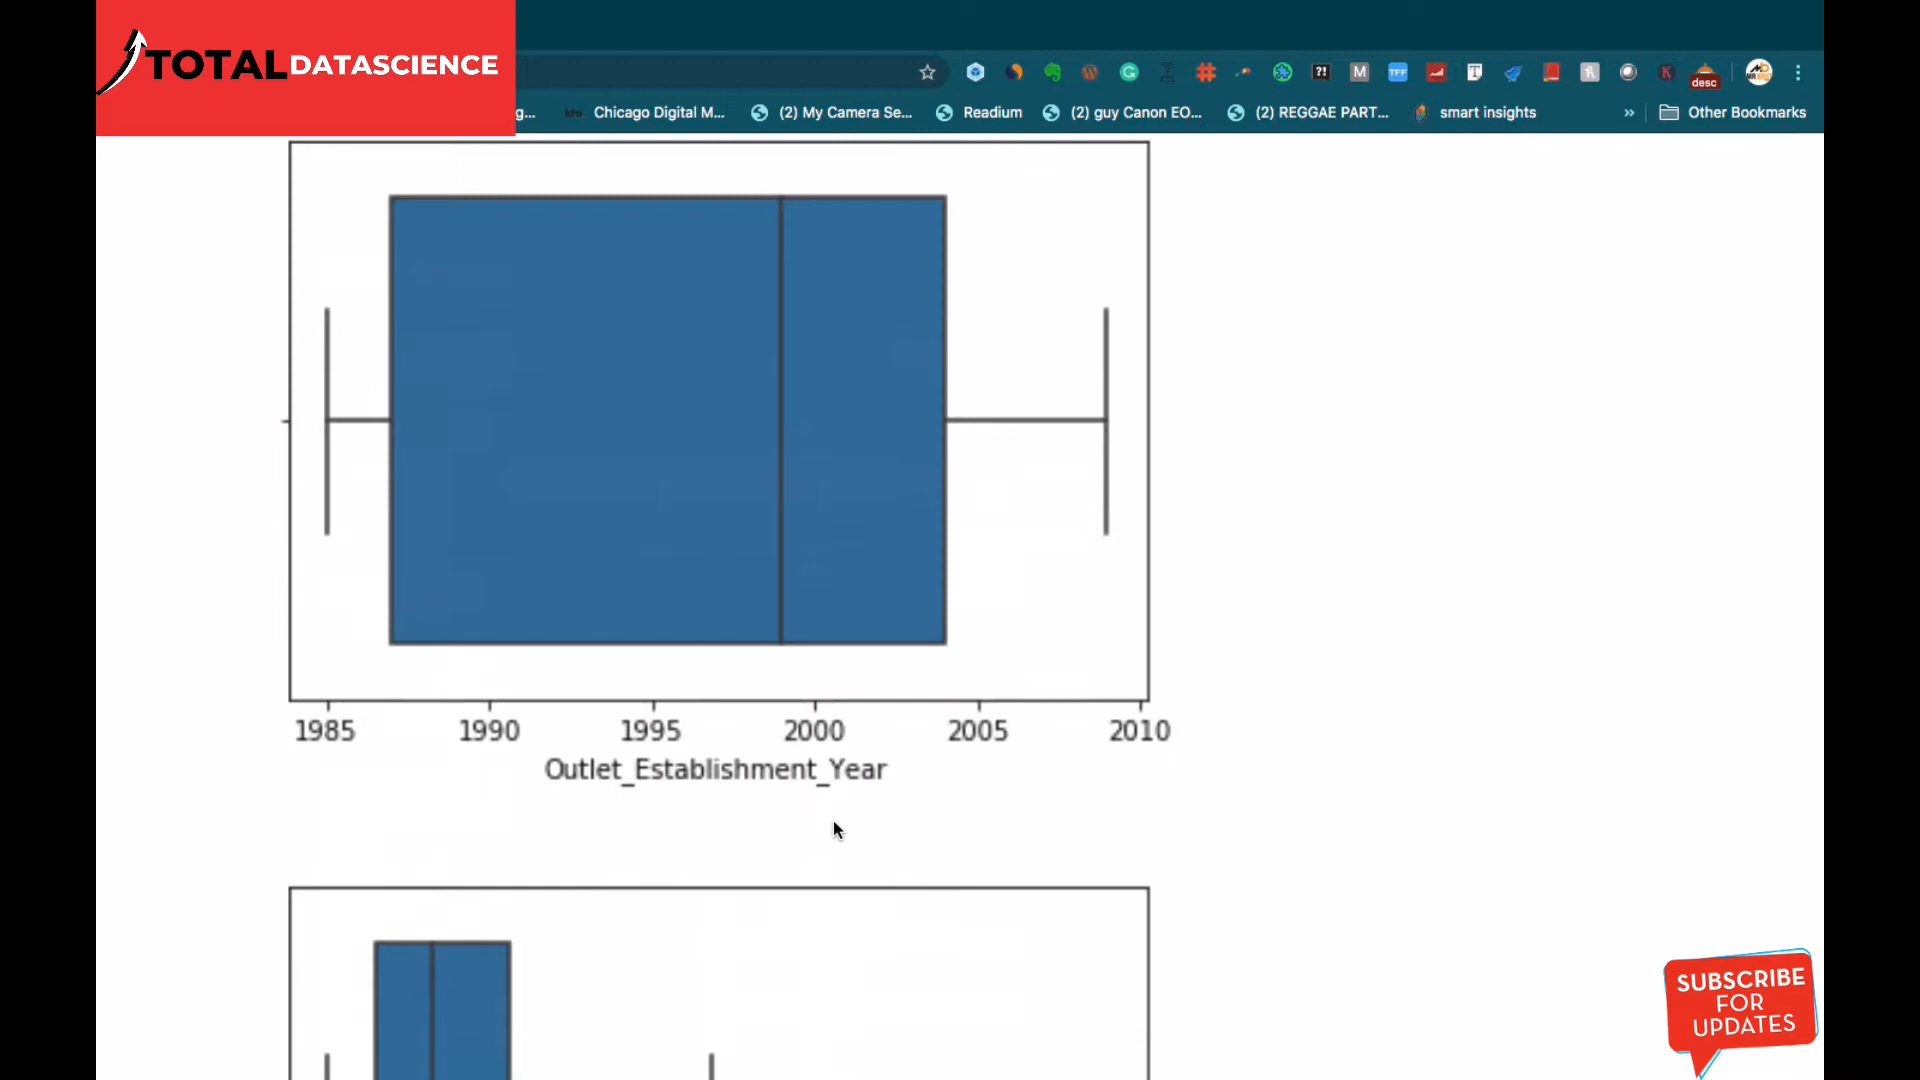 TOTALDATASCIENCE
?! M TFF T K desc
g... Chicago Digital M... (2) My Camera Se... Readium (2) guy Canon EO... (2) REGGAE PART... smart insights » Other Bookmarks
1985 1990 1995 2000 2005 2010
Outlet_Establishment_Year
SUBSCRIBE
FOR
UPDATES